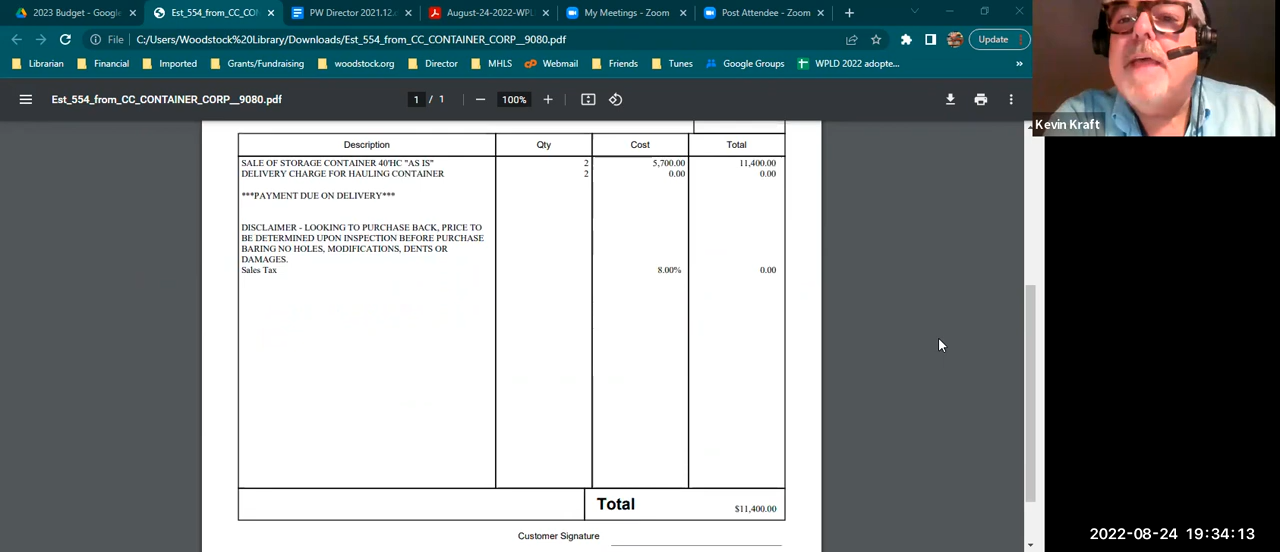 2023 Budget - Google
Est_554_from_CC_CO
PW Director 2021.12.
August-24-2022-WPL
My Meetings - Zoom
Post Attendee - Zoom
File
C:/Users/Woodstock%20Library/Downloads/Est_554_from_CC_CONTAINER_CORP__9080.pdf
Update
Librarian
Financial
Imported
Grants/Fundraising
woodstock.org
Director
MHLS
Webmail
Friends
Tunes
Google Groups
WPLD 2022 adopte...
»
Est_554_from_CC_CONTAINER_CORP__9080.pdf
1 / 1
100%
Kevin Kraft
Description Qty Cost Total
SALE OF STORAGE CONTAINER 40'HC "AS IS" 2 5,700.00 11,400.00
DELIVERY CHARGE FOR HAULING CONTAINER 2 0.00 0.00
***PAYMENT DUE ON DELIVERY***
DISCLAIMER - LOOKING TO PURCHASE BACK, PRICE TO
BE DETERMINED UPON INSPECTION BEFORE PURCHASE
BARING NO HOLES, MODIFICATIONS, DENTS OR
DAMAGES.
Sales Tax 8.00% 0.00
Total $11,400.00
Customer Signature
2022-08-24 19:34:13